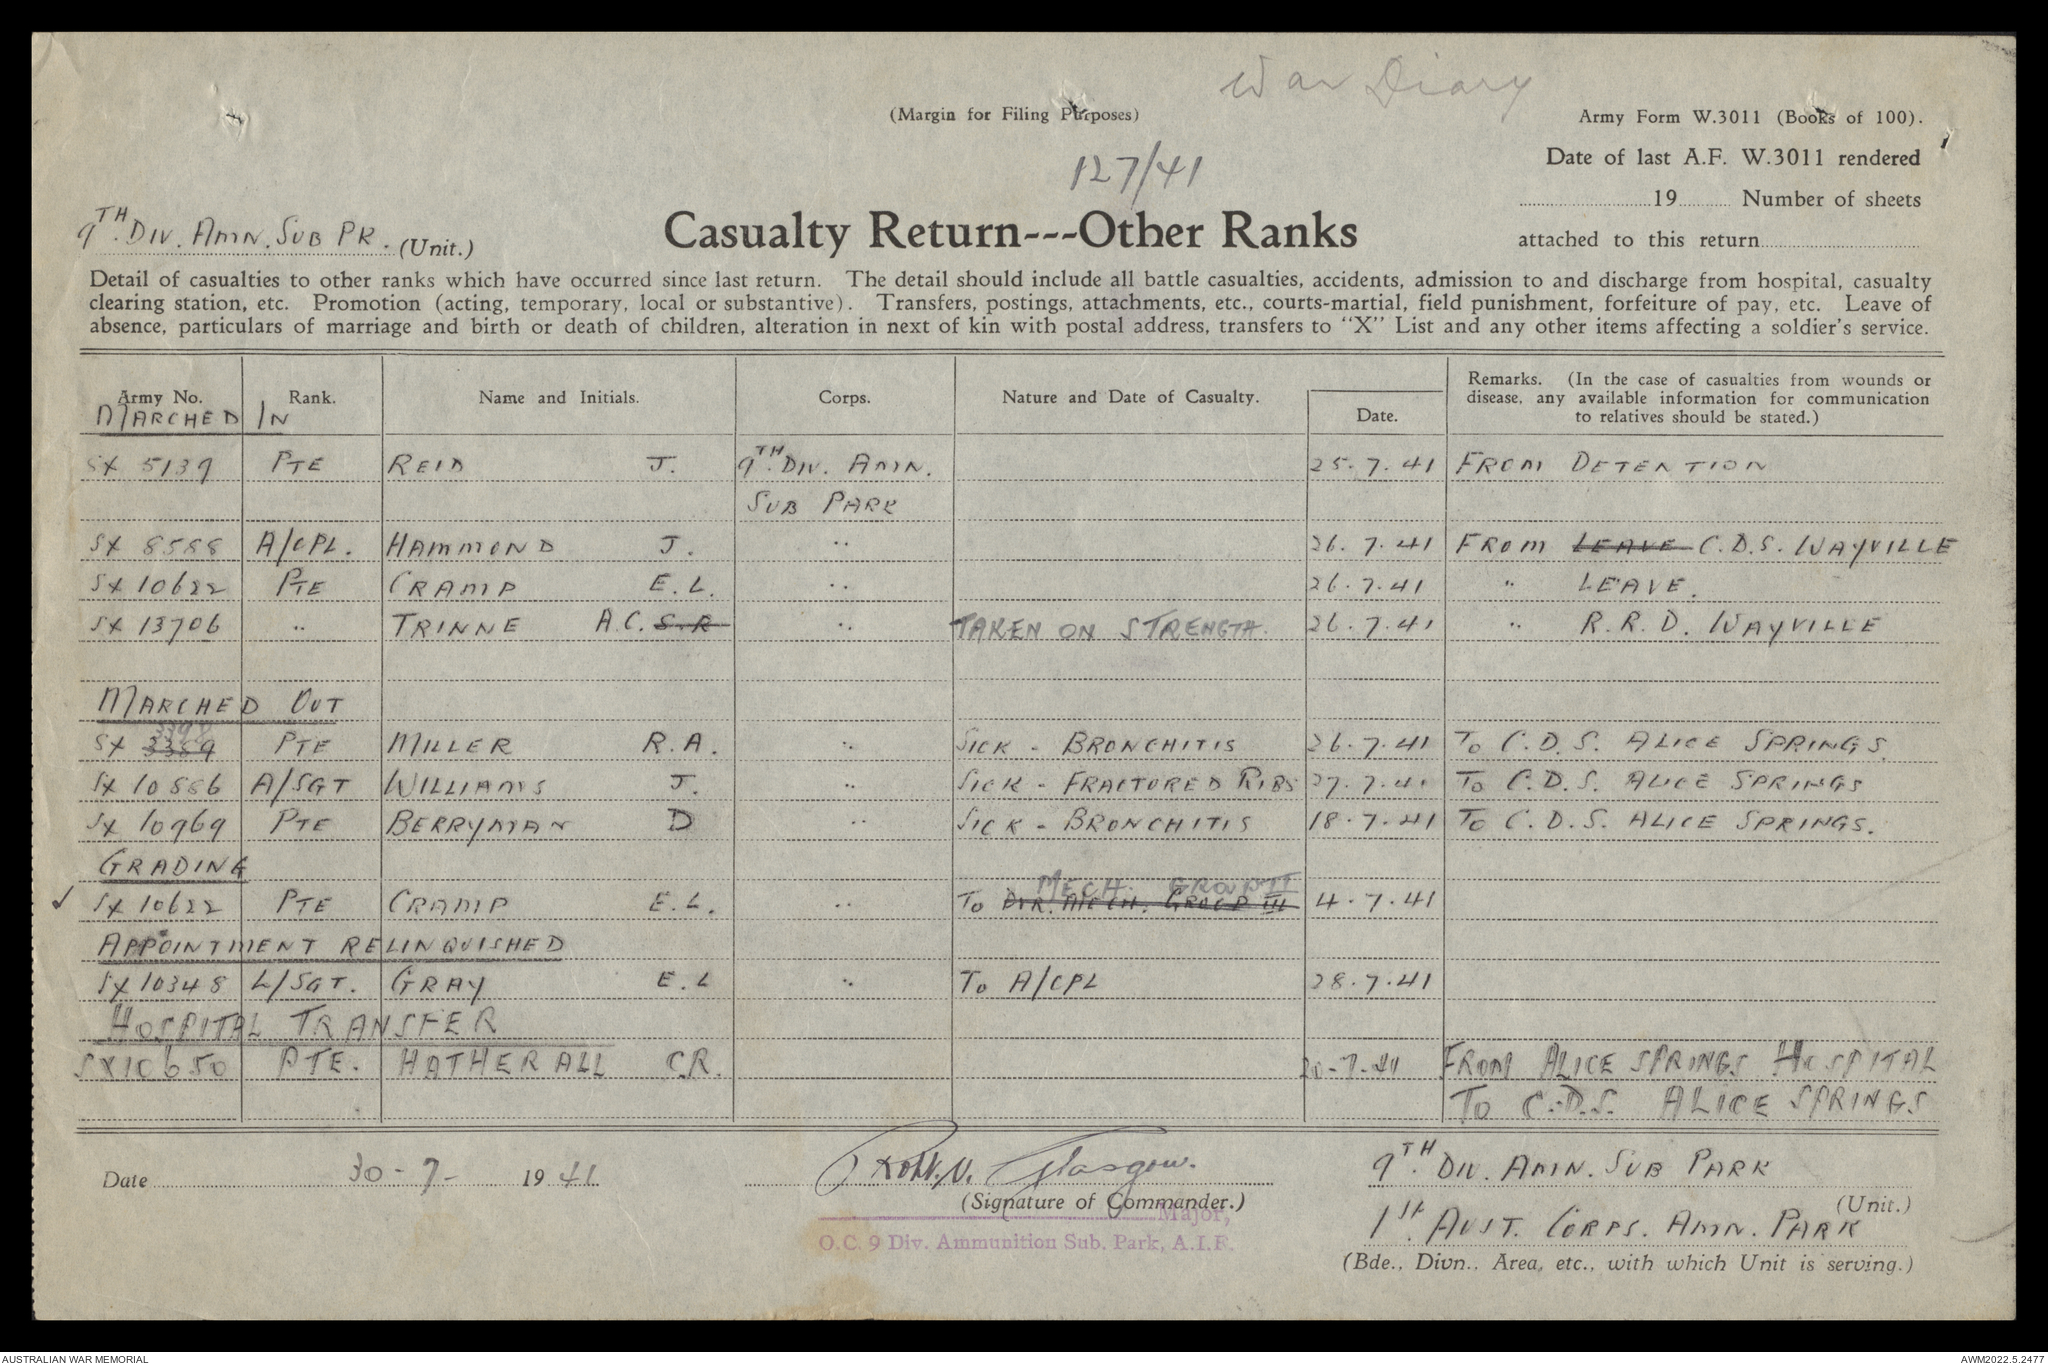 War Diary
(Margin for Filing Purposes)
Army Form W.3011 (Books of 100).
127/41
Date of last A.F. W.3011 rendered
19 Number of sheets
attached to this return
9TH. DIV. AMN. SUB PK. (Unit.)
Casualty Return---Other Ranks
Detail of casualties to other ranks which have occurred since last return. The detail should include all battle casualties, accidents, admission to and discharge from hospital, casualty
clearing station, etc. Promotion (acting, temporary, local or substantive). Transfers, postings, attachments, etc., courts-martial, field punishment, forfeiture of pay, etc. Leave of
absence, particulars of marriage and birth or death of children, alteration in next of kin with postal address, transfers to "X" List and any other items affecting a soldier's service.
Army No. Rank. Name and Initials. Corps. Nature and Date of Casualty. Date. Remarks. (In the case of casualties from wounds or
disease, any available information for communication
to relatives should be stated.)
MARCHED IN
SX 5139 PTE REID J. 9TH. DIV. AMN. 25.7.41 FROM DETENTION
SUB PARK
SX 8588 A/CPL. HAMMOND J. " 26.7.41 FROM LEAVE C.D.S. WAYVILLE
SX 10622 PTE CRAMP E.L. " 26.7.41 " LEAVE.
SX 13706 " TRINNE A.C. S.R " TAKEN ON STRENGTH. 26.7.41 " R.R.D. WAYVILLE
MARCHED OUT
SX 3389 3398 PTE MILLER R.A. " SICK - BRONCHITIS 26.7.41 TO C.D.S. ALICE SPRINGS.
SX 10886 A/SGT WILLIAMS J. " SICK - FRACTURED RIBS 27.7.41 TO C.D.S. ALICE SPRINGS
SX 10969 PTE BERRYMAN D " SICK - BRONCHITIS 18.7.41 TO C.D.S. ALICE SPRINGS.
GRADING
MECH. GROUP II
✓ SX 10622 PTE CRAMP E.L. " TO DVR. MECH. GROUP III 4.7.41
APPOINTMENT RELINQUISHED
SX 10348 L/SGT. GRAY E.L " TO A/CPL 28.7.41
HOSPITAL TRANSFER
SX10650 PTE. HATHERALL C.R. 20-7-41 FROM ALICE SPRINGS HOSPITAL
TO C.D.S. ALICE SPRINGS
Date 30-7- 1941
Robt. V. Glasgow.
(Signature of Commander.)
Major,
O.C. 9 Div. Ammunition Sub. Park, A.I.F.
9TH. DIV. AMN. SUB PARK
(Unit.)
1ST. AUST. CORPS. AMN. PARK
(Bde., Divn., Area, etc., with which Unit is serving.)
AUSTRALIAN WAR MEMORIAL
AWM2022.5.2477